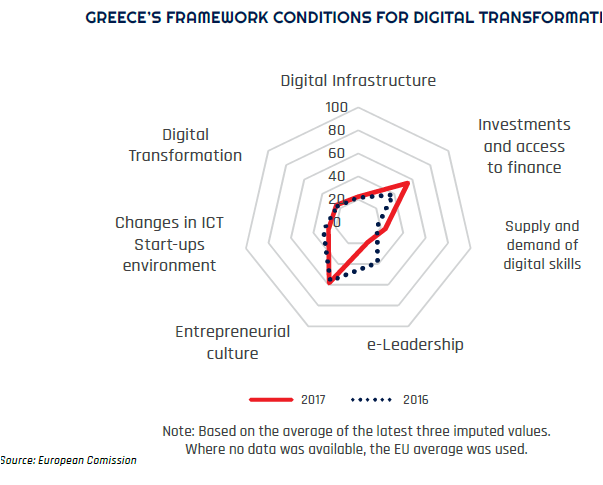 GREECE'S FRAMEWORK CONDITIONS FOR DIGITAL TRANSFORMATI
Digital Infrastructure
100
80
60
40
20
0
Investments
and access
to finance
Supply and
demand of
digital skills
e-Leadership
Entrepreneurial
culture
Changes in ICT
Start-ups
environment
Digital
Transformation
2017
2016
Note: Based on the average of the latest three imputed values.
Where no data was available, the EU average was used.
Source: European Comission